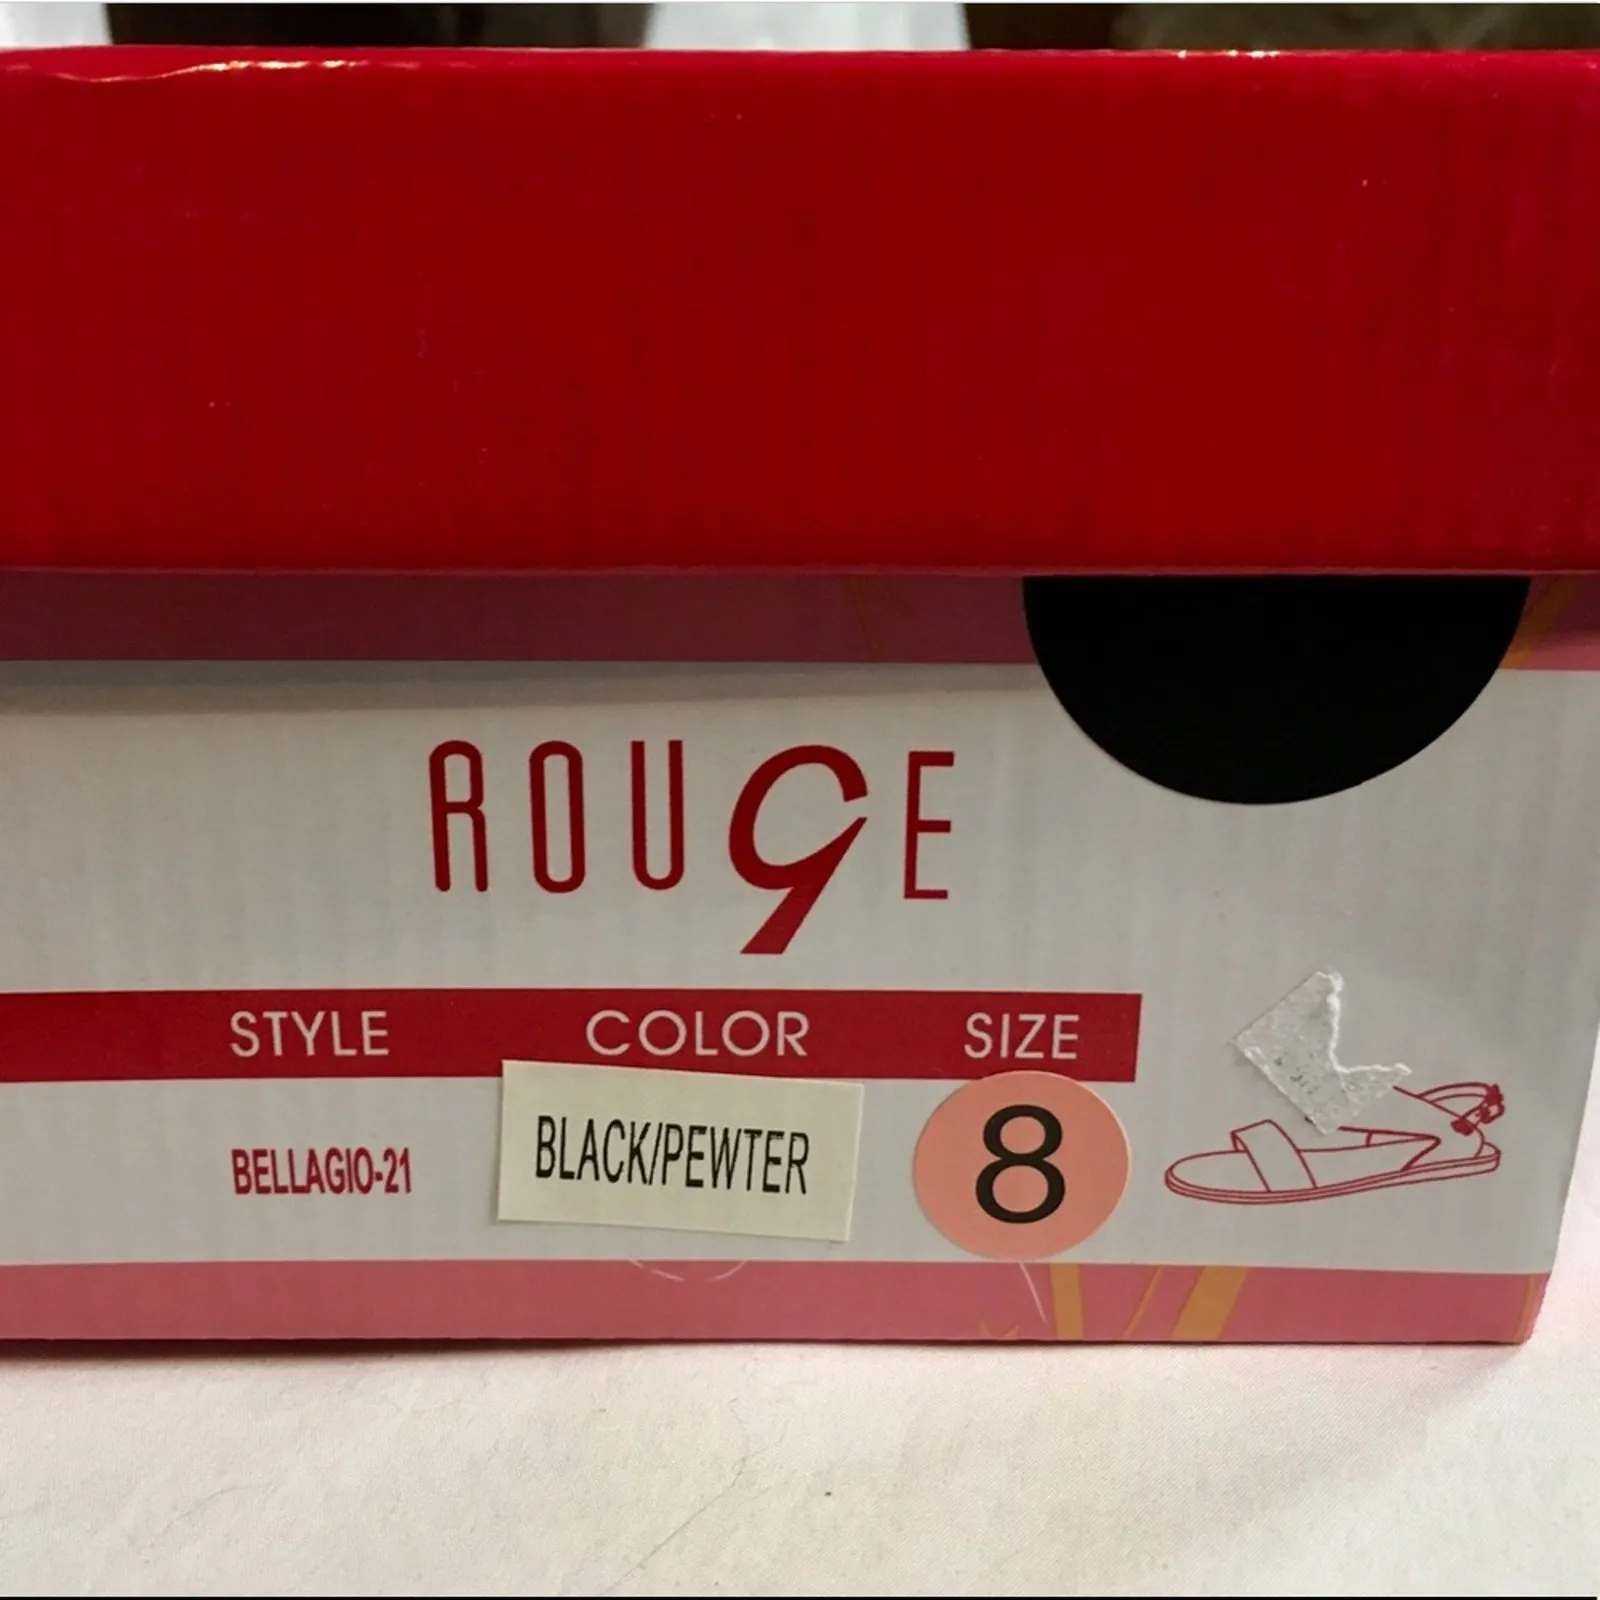 ROUGE
STYLE COLOR SIZE
BELLAGIO-21 BLACK/PEWTER 8